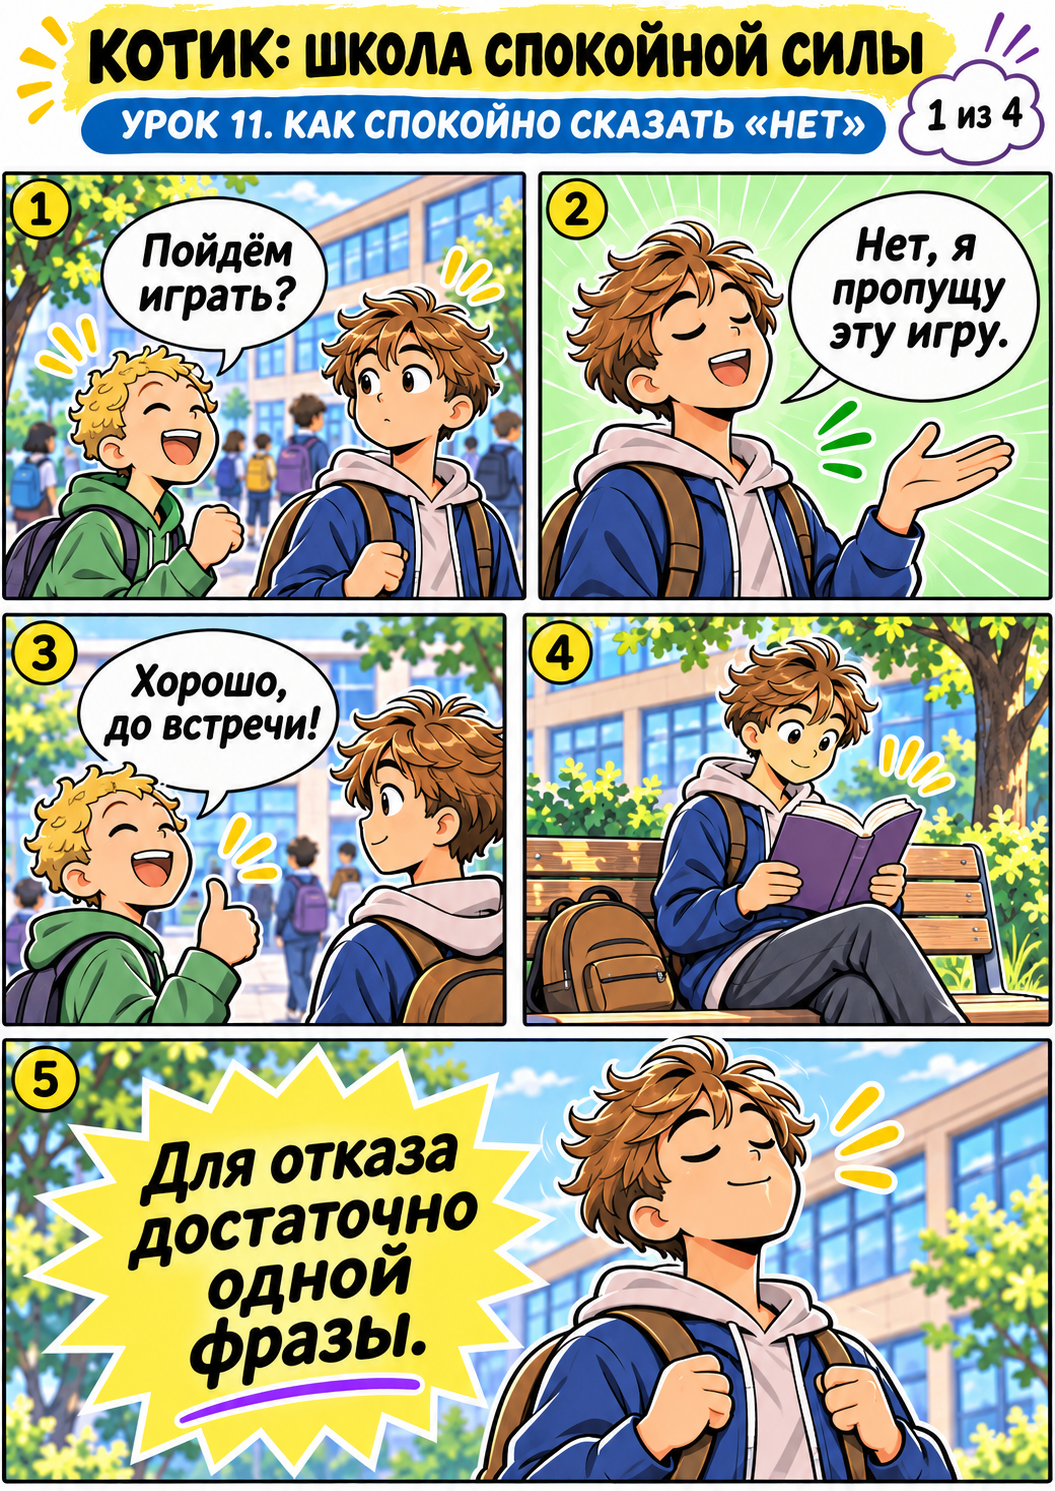 КОТИК: ШКОЛА СПОКОЙНОЙ СИЛЫ
УРОК 11. КАК СПОКОЙНО СКАЗАТЬ «НЕТ»
1 из 4
1
Пойдём
играть?
2
Нет, я
пропущу
эту игру.
3
Хорошо,
до встречи!
4
5
Для отказа
достаточно
одной
фразы.